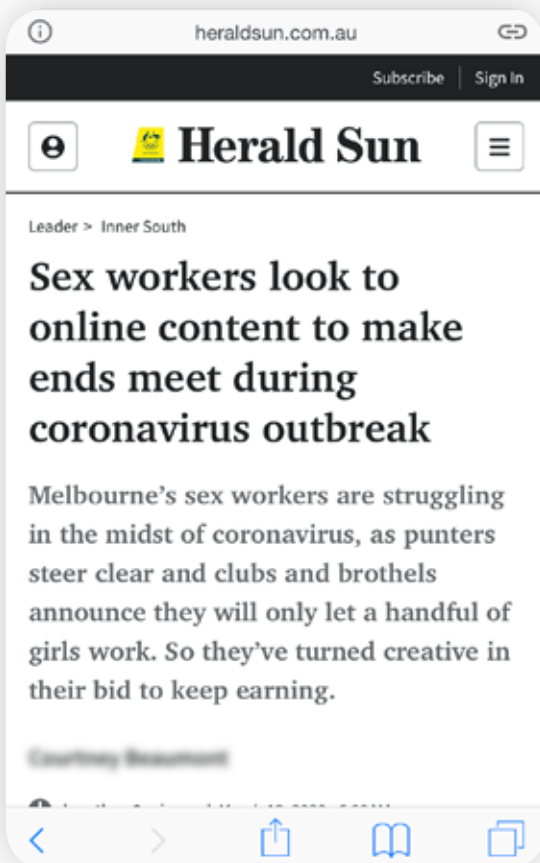 heraldsun.com.au
Subscribe | Sign In
Herald Sun
Leader > Inner South
Sex workers look to
online content to make
ends meet during
coronavirus outbreak
Melbourne's sex workers are struggling
in the midst of coronavirus, as punters
steer clear and clubs and brothels
announce they will only let a handful of
girls work. So they've turned creative in
their bid to keep earning.